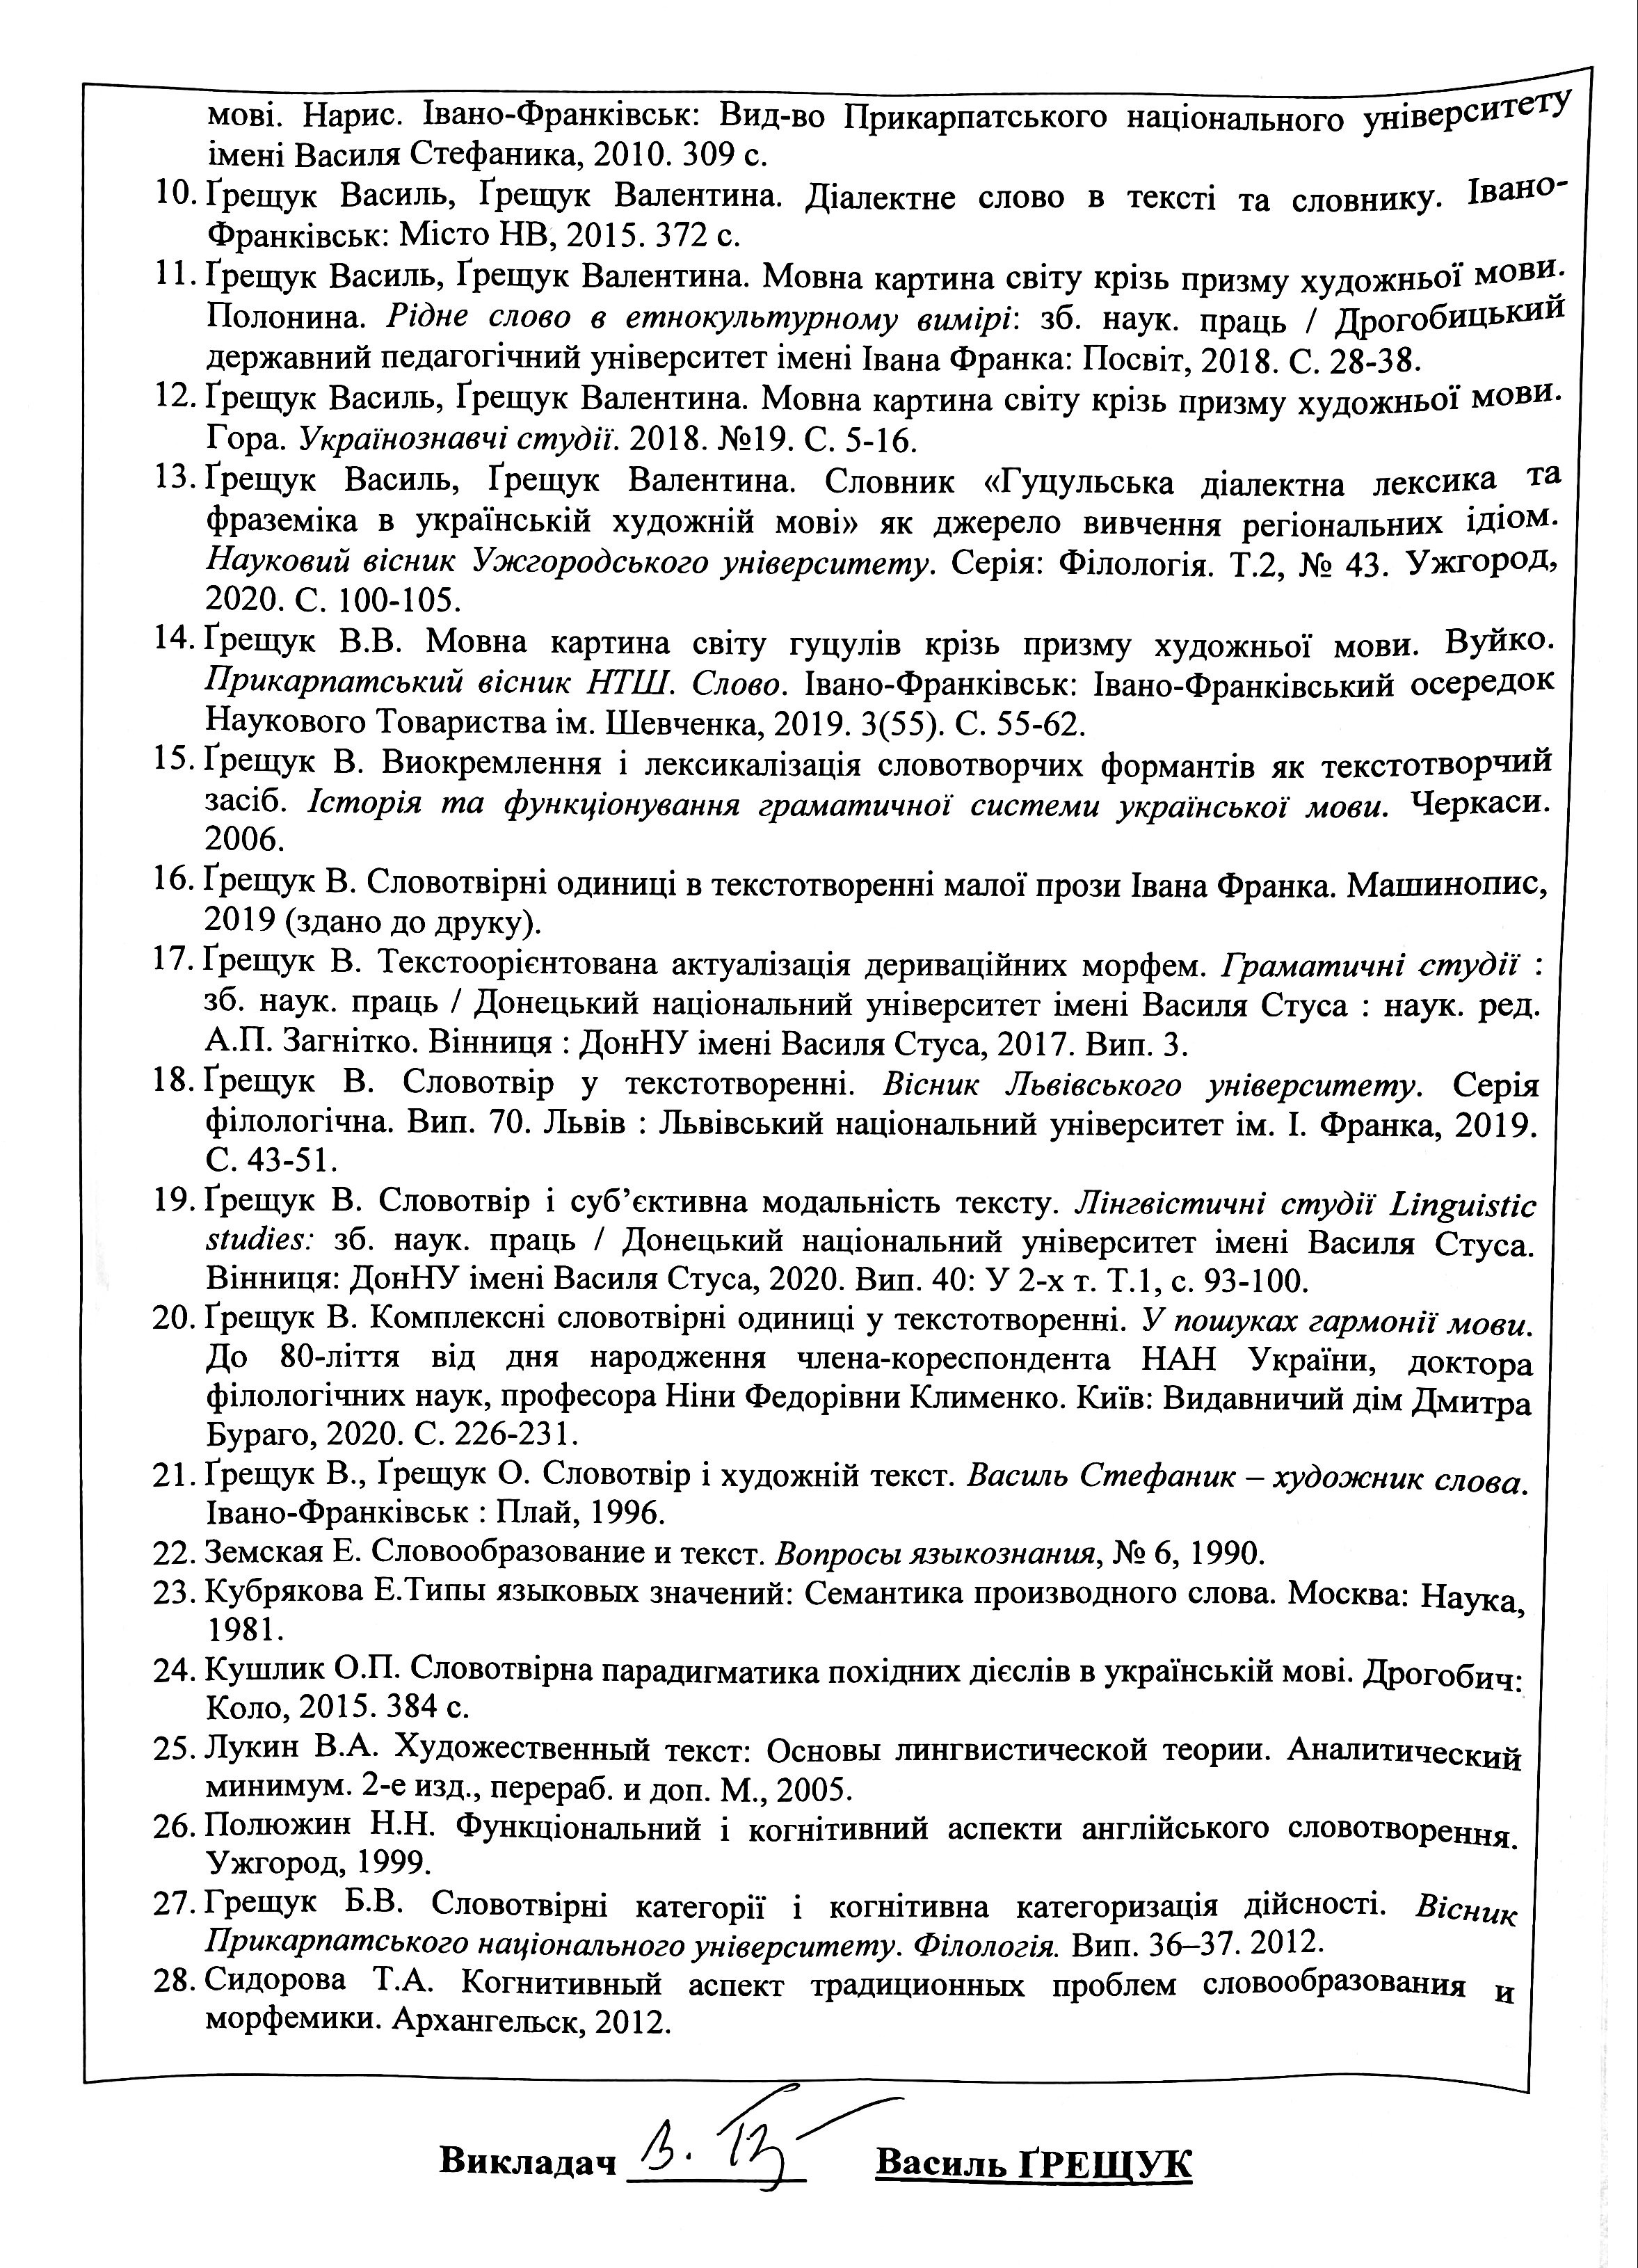 мові. Нарис. Івано-Франківськ: Вид-во Прикарпатського національного університету
імені Василя Стефаника, 2010. 309 с.
10. Ґрещук Василь, Ґрещук Валентина. Діалектне слово в тексті та словнику. Івано-
Франківськ: Місто НВ, 2015. 372 с.
11. Ґрещук Василь, Ґрещук Валентина. Мовна картина світу крізь призму художньої мови.
Полонина. Рідне слово в етнокультурному вимірі: зб. наук. праць / Дрогобицький
державний педагогічний університет імені Івана Франка: Посвіт, 2018. С. 28-38.
12. Ґрещук Василь, Ґрещук Валентина. Мовна картина світу крізь призму художньої мови.
Гора. Українознавчі студії. 2018. №19. С. 5-16.
13. Ґрещук Василь, Ґрещук Валентина. Словник «Гуцульська діалектна лексика та
фраземіка в українській художній мові» як джерело вивчення регіональних ідіом.
Науковий вісник Ужгородського університету. Серія: Філологія. Т.2, № 43. Ужгород,
2020. С. 100-105.
14. Ґрещук В.В. Мовна картина світу гуцулів крізь призму художньої мови. Вуйко.
Прикарпатський вісник НТШ. Слово. Івано-Франківськ: Івано-Франківський осередок
Наукового Товариства ім. Шевченка, 2019. 3(55). С. 55-62.
15. Ґрещук В. Виокремлення і лексикалізація словотворчих формантів як текстотворчий
засіб. Історія та функціонування граматичної системи української мови. Черкаси.
2006.
16. Ґрещук В. Словотвірні одиниці в текстотворенні малої прози Івана Франка. Машинопис,
2019 (здано до друку).
17. Ґрещук В. Текстоорієнтована актуалізація дериваційних морфем. Граматичні студії :
зб. наук. праць / Донецький національний університет імені Василя Стуса : наук. ред.
А.П. Загнітко. Вінниця : ДонНУ імені Василя Стуса, 2017. Вип. 3.
18. Ґрещук В. Словотвір у текстотворенні. Вісник Львівського університету. Серія
філологічна. Вип. 70. Львів : Львівський національний університет ім. І. Франка, 2019.
С. 43-51.
19. Ґрещук В. Словотвір і суб’єктивна модальність тексту. Лінгвістичні студії Linguistic
studies: зб. наук. праць / Донецький національний університет імені Василя Стуса.
Вінниця: ДонНУ імені Василя Стуса, 2020. Вип. 40: У 2-х т. Т.1, с. 93-100.
20. Ґрещук В. Комплексні словотвірні одиниці у текстотворенні. У пошуках гармонії мови.
До 80-ліття від дня народження члена-кореспондента НАН України, доктора
філологічних наук, професора Ніни Федорівни Клименко. Київ: Видавничий дім Дмитра
Бураго, 2020. С. 226-231.
21. Ґрещук В., Ґрещук О. Словотвір і художній текст. Василь Стефаник – художник слова.
Івано-Франківськ : Плай, 1996.
22. Земская Е. Словообразование и текст. Вопросы языкознания, № 6, 1990.
23. Кубрякова Е.Типы языковых значений: Семантика производного слова. Москва: Наука,
1981.
24. Кушлик О.П. Словотвірна парадигматика похідних дієслів в українській мові. Дрогобич:
Коло, 2015. 384 с.
25. Лукин В.А. Художественный текст: Основы лингвистической теории. Аналитический
минимум. 2-е изд., перераб. и доп. М., 2005.
26. Полюжин Н.Н. Функціональний і когнітивний аспекти англійського словотворення.
Ужгород, 1999.
27. Грещук Б.В. Словотвірні категорії і когнітивна категоризація дійсності. Вісник
Прикарпатського національного університету. Філологія. Вип. 36–37. 2012.
28. Сидорова Т.А. Когнитивный аспект традиционных проблем словообразования и
морфемики. Архангельск, 2012.
Викладач Василь ҐРЕЩУК